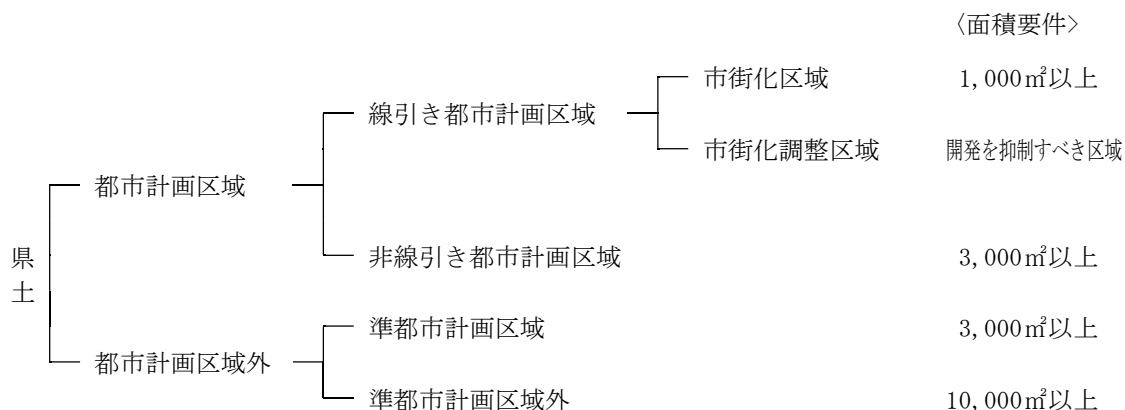 〈面積要件>
市街化区域 1,000㎡以上
線引き都市計画区域
市街化調整区域 開発を抑制すべき区域
都市計画区域
県土
非線引き都市計画区域 3,000㎡以上
準都市計画区域 3,000㎡以上
都市計画区域外
準都市計画区域外 10,000㎡以上